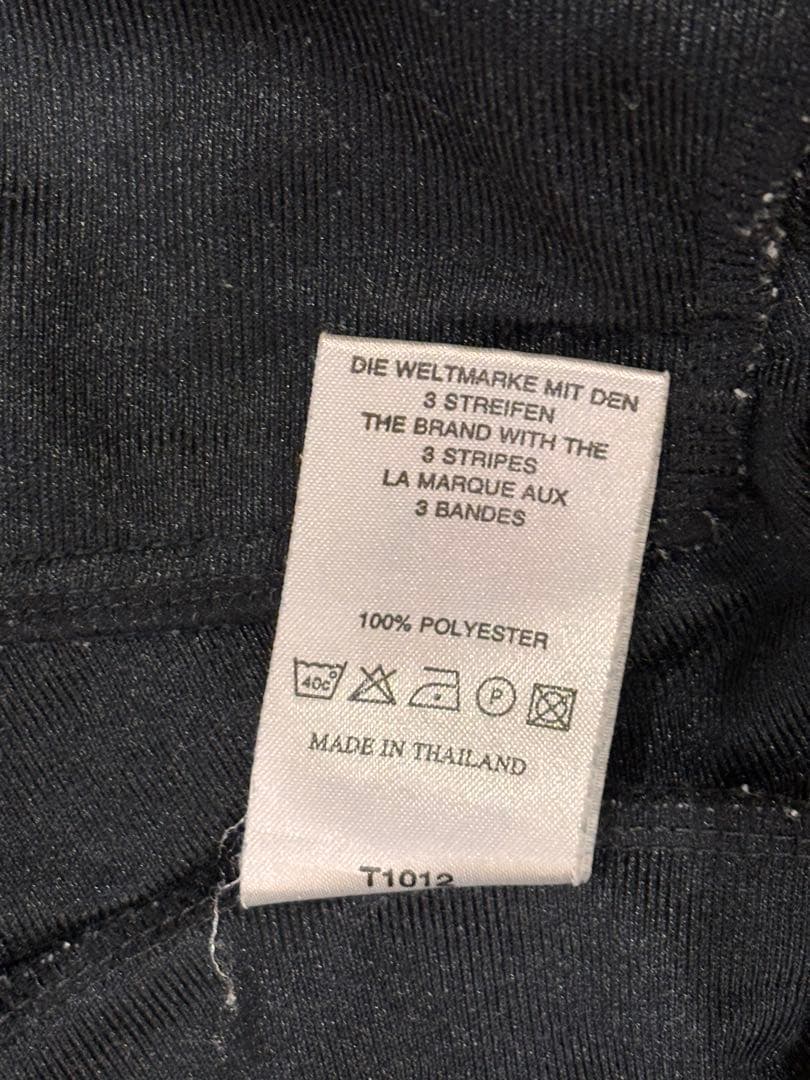 DIE WELTMARKE MIT DEN
3 STREIFEN
THE BRAND WITH THE
3 STRIPES
LA MARQUE AUX
3 BANDES
100% POLYESTER
40c° P
MADE IN THAILAND
T1012